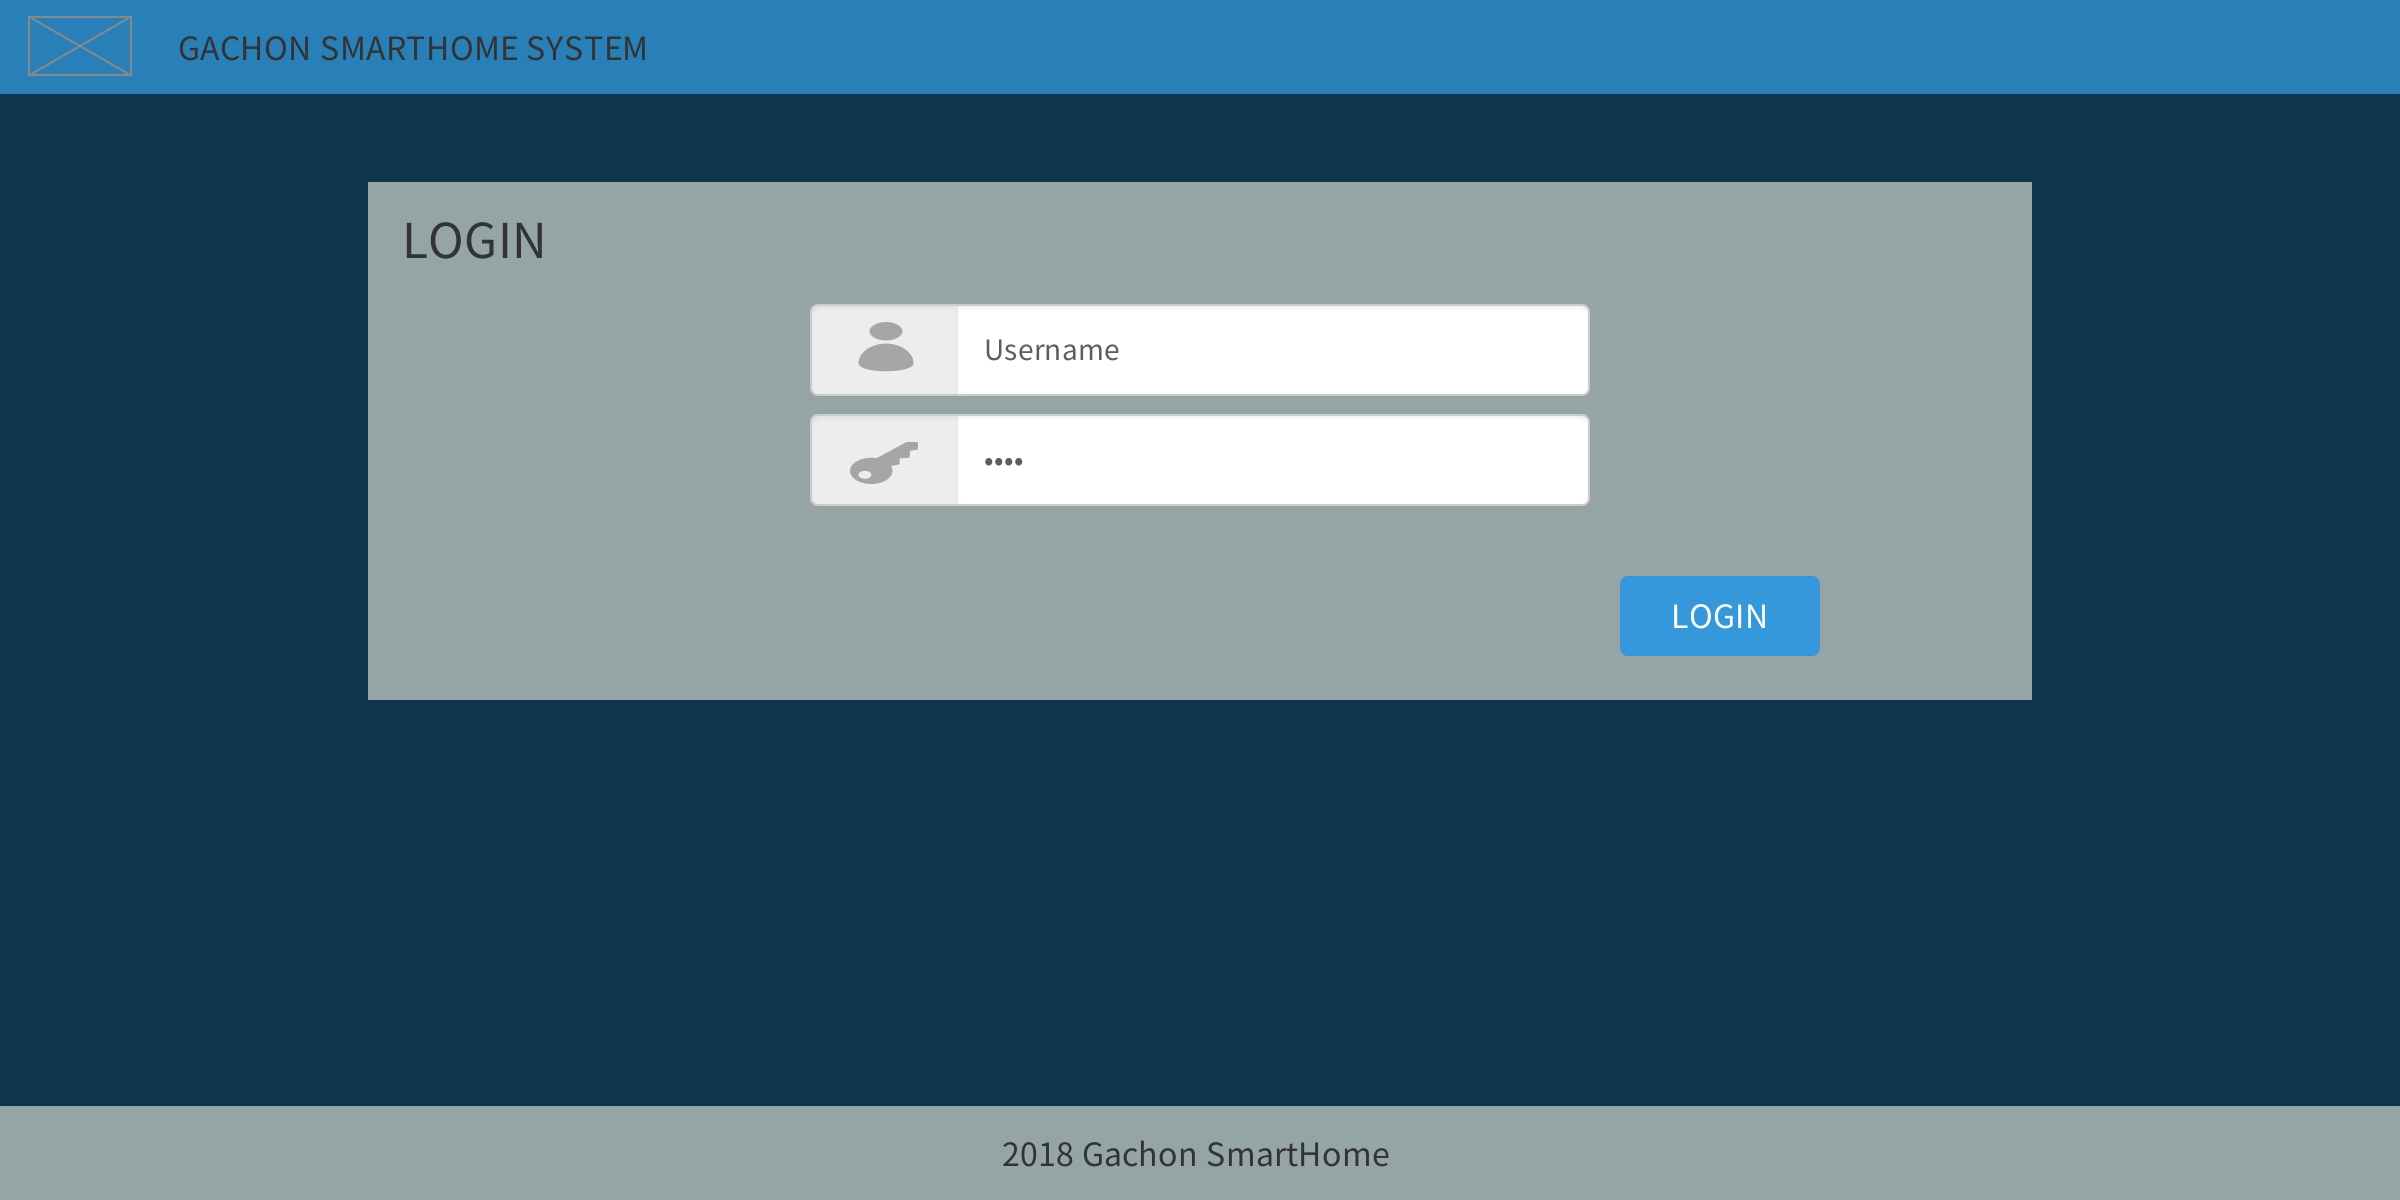 GACHON SMARTHOME SYSTEM
LOGIN
Username
••••
LOGIN
2018 Gachon SmartHome